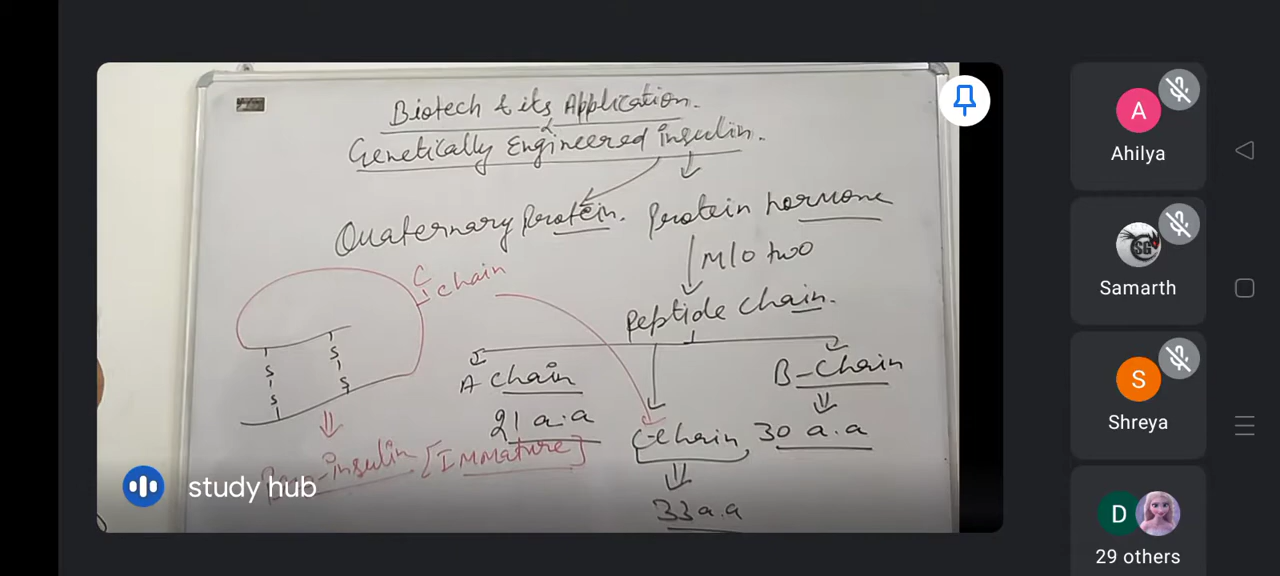 Biotech & its Application.
&
Genetically Engineered insulin.
Quaternary protein. Protein hormone
M/o two
Peptide chain.
C chain
A chain
21 a.a
B-chain
30 a.a
C-chain
33 a.a
S
S
S
S
Pro-insulin [Immature]
study hub
A
Ahilya
SG
Samarth
S
Shreya
D
29 others